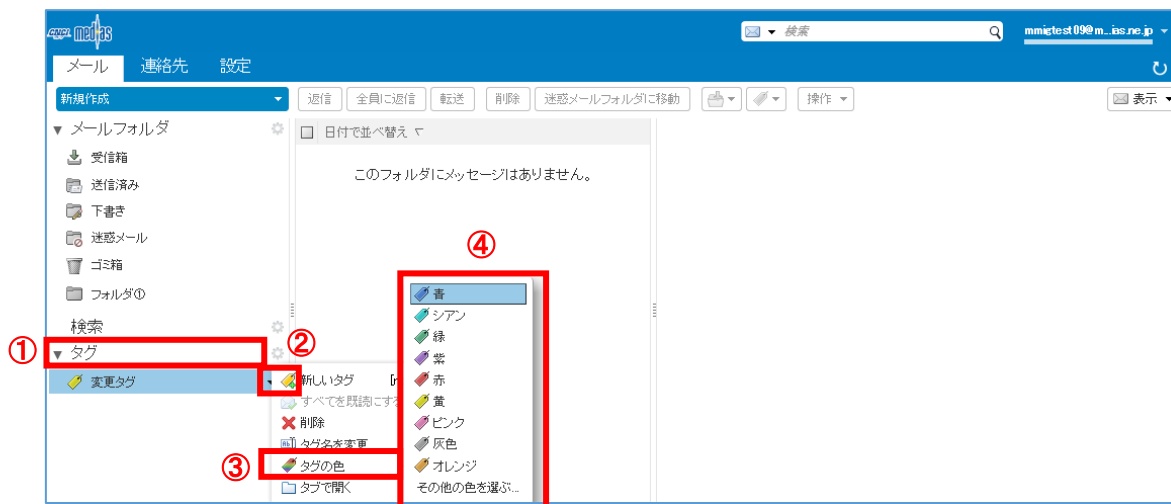 CNCI medias
検索
mmigtest09@m...ias.ne.jp
メール 連絡先 設定
新規作成 返信 全員に返信 転送 削除 迷惑メールフォルダに移動 操作 表示
メールフォルダ
日付で並べ替え
受信箱
このフォルダにメッセージはありません。
送信済み
下書き
迷惑メール
ゴミ箱
フォルダ①
検索
① タグ
変更タグ
②
新しいタグ
すべてを既読にする
削除
タグ名を変更
③ タグの色
タブで開く
④
青
シアン
緑
紫
赤
黄
ピンク
灰色
オレンジ
その他の色を選ぶ...